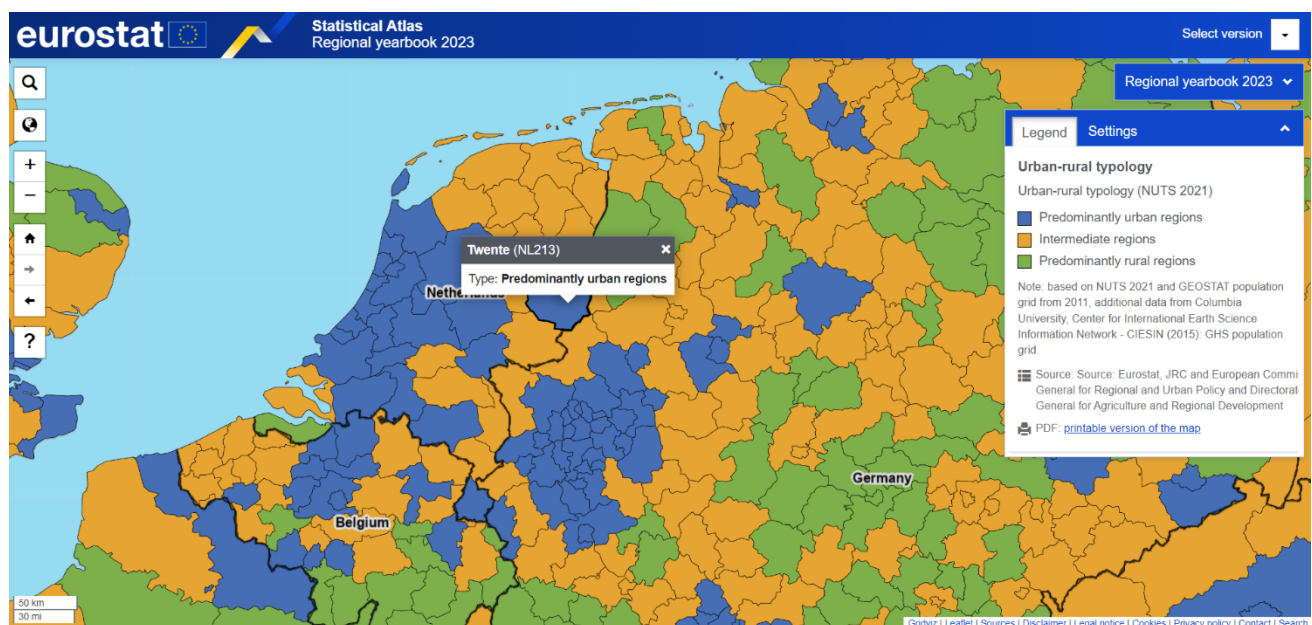 eurostat
Statistical Atlas
Regional yearbook 2023
Select version
Regional yearbook 2023
Legend
Settings
Urban-rural typology
Urban-rural typology (NUTS 2021)
Predominantly urban regions
Intermediate regions
Predominantly rural regions
Note: based on NUTS 2021 and GEOSTAT population
grid from 2011, additional data from Columbia
University, Center for International Earth Science
Information Network - CIESIN (2015): GHS population
grid.
Source: Source: Eurostat, JRC and European Commi
General for Regional and Urban Policy and Directorat
General for Agriculture and Regional Development
PDF: printable version of the map
Twente (NL213)
Type: Predominantly urban regions
Netherlands
Germany
Belgium
+
−
?
50 km
30 mi
Gridviz | Leaflet | Sources | Disclaimer | Legal notice | Cookies | Privacy policy | Contact | Search